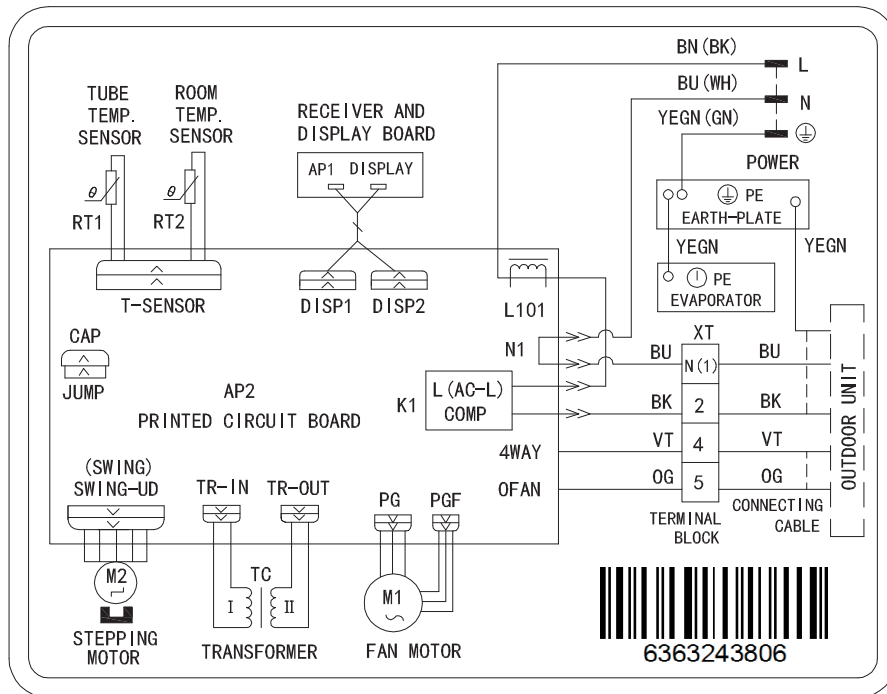 BN(BK)
L
BU(WH)
N
YEGN(GN)
POWER
TUBE
TEMP.
SENSOR
ROOM
TEMP.
SENSOR
RECEIVER AND
DISPLAY BOARD
AP1 DISPLAY
θ
RT1
θ
RT2
PE
EARTH-PLATE
YEGN
YEGN
PE
EVAPORATOR
T-SENSOR
DISP1
DISP2
L101
CAP
JUMP
N1
XT
BU
N(1)
BU
AP2
PRINTED CIRCUIT BOARD
K1
L(AC-L)
COMP
BK
2
BK
4WAY
VT
4
VT
OFAN
OG
5
OG
OUTDOOR UNIT
TERMINAL
BLOCK
CONNECTING
CABLE
(SWING)
SWING-UD
TR-IN
TR-OUT
PG
PGF
M2
STEPPING
MOTOR
TC
I
II
TRANSFORMER
M1
FAN MOTOR
6363243806